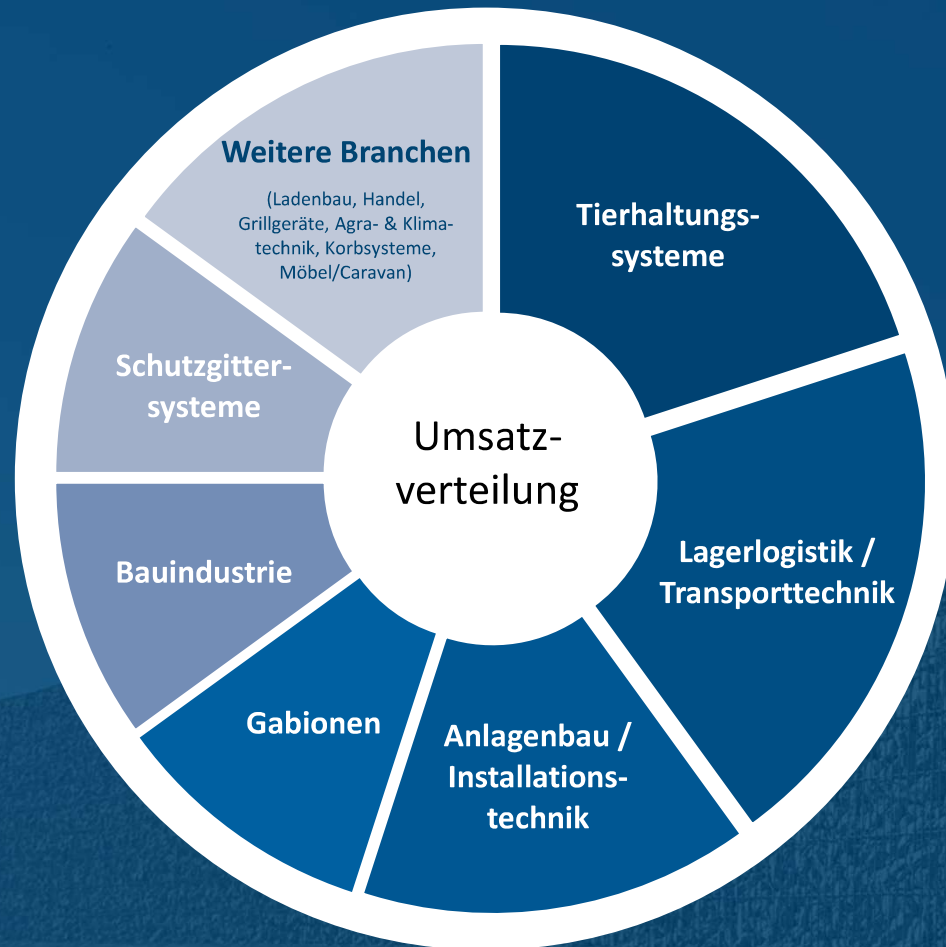 Weitere Branchen
(Ladenbau, Handel,
Grillgeräte, Agra- & Klima-
technik, Korbsysteme,
Möbel/Caravan)
Tierhaltungs-
systeme
Schutzgitter-
systeme
Umsatz-
verteilung
Lagerlogistik /
Transporttechnik
Bauindustrie
Gabionen
Anlagenbau /
Installations-
technik